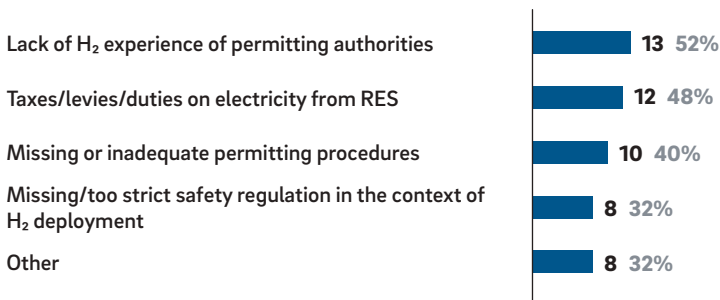 Lack of H₂ experience of permitting authorities 13 52%
Taxes/levies/duties on electricity from RES 12 48%
Missing or inadequate permitting procedures 10 40%
Missing/too strict safety regulation in the context of
H₂ deployment 8 32%
Other 8 32%